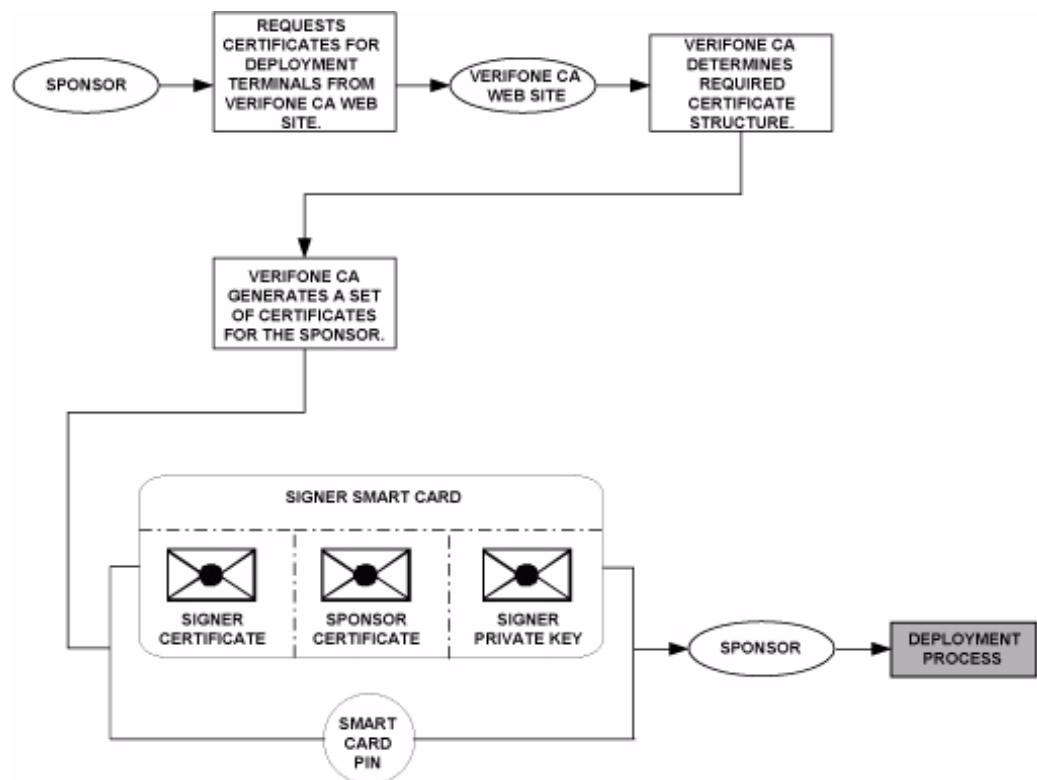 SPONSOR
REQUESTS
CERTIFICATES FOR
DEPLOYMENT
TERMINALS FROM
VERIFONE CA WEB
SITE.
VERIFONE CA
WEB SITE
VERIFONE CA
DETERMINES
REQUIRED
CERTIFICATE
STRUCTURE.
VERIFONE CA
GENERATES A SET
OF CERTIFICATES
FOR THE SPONSOR.
SIGNER SMART CARD
SIGNER
CERTIFICATE
SPONSOR
CERTIFICATE
SIGNER
PRIVATE KEY
SMART
CARD
PIN
SPONSOR
DEPLOYMENT
PROCESS